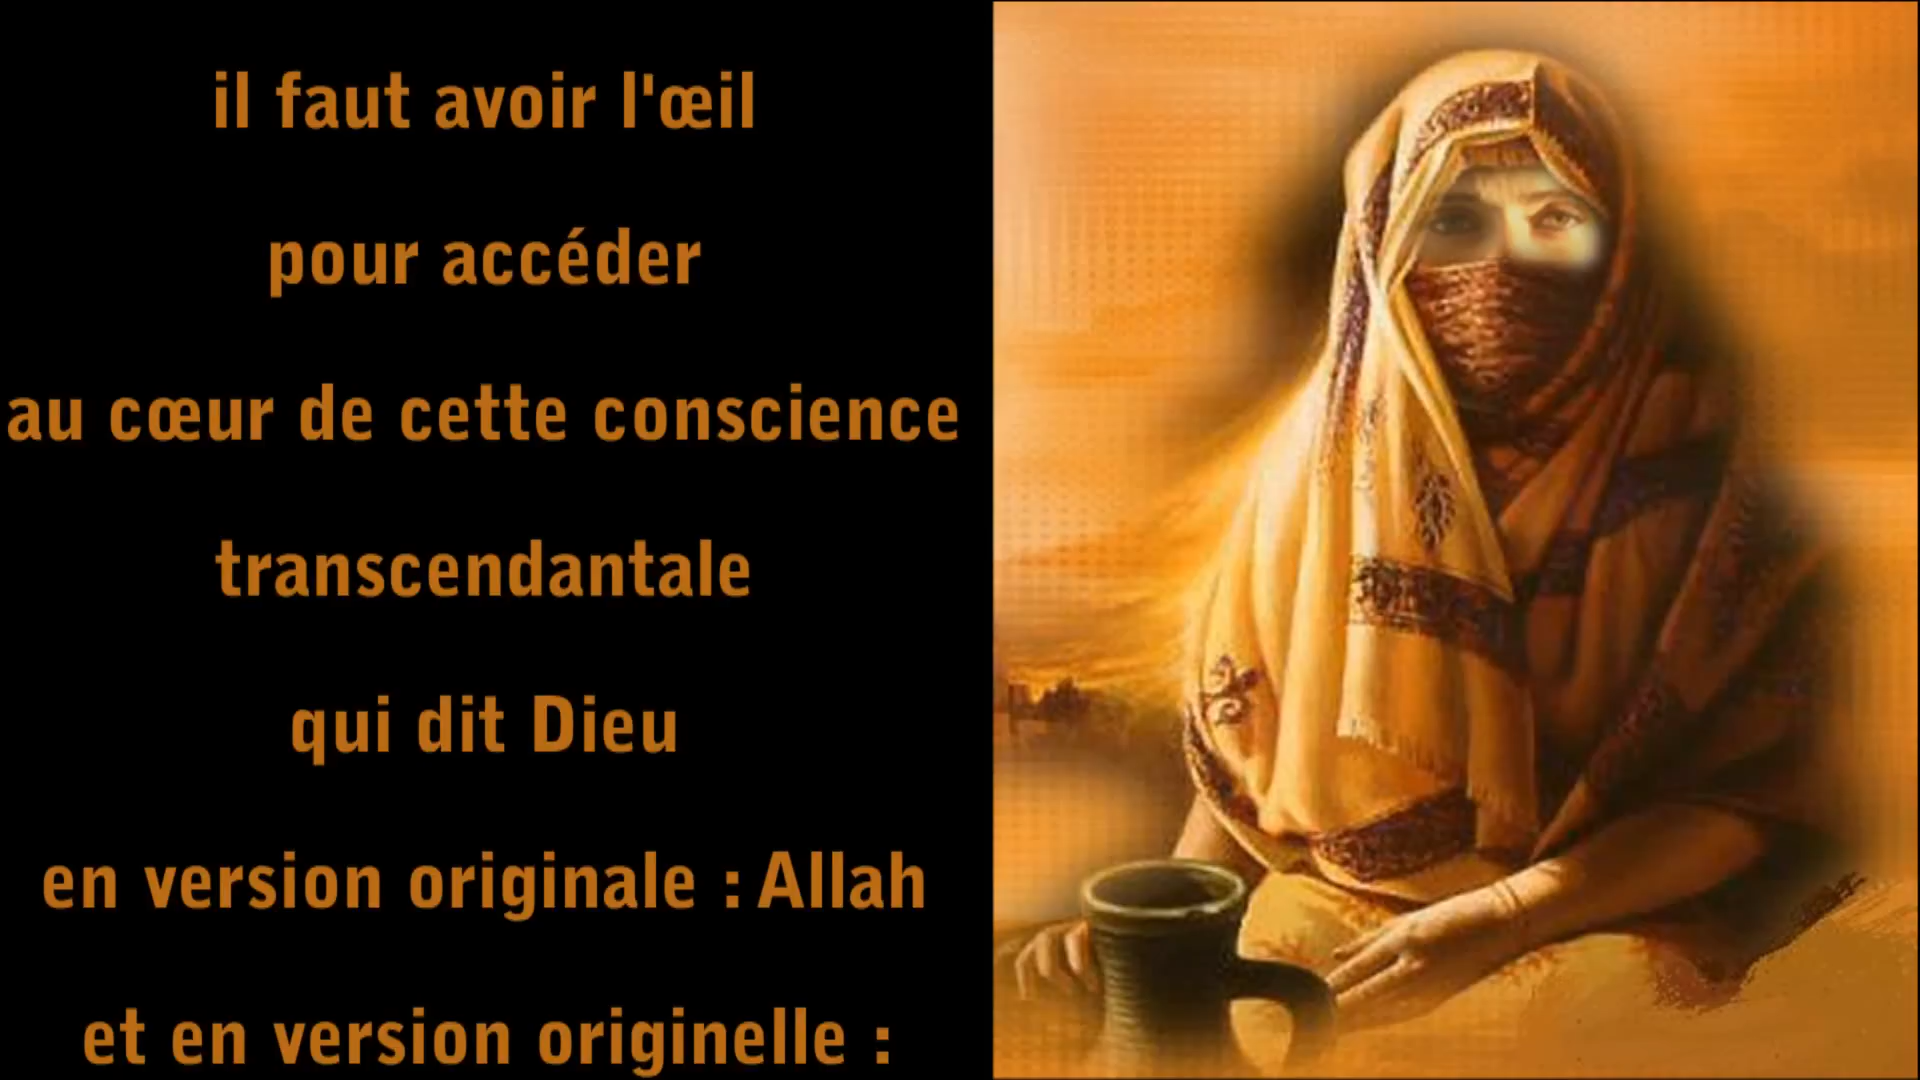 il faut avoir l'œil
pour accéder
au cœur de cette conscience
transcendantale
qui dit Dieu
en version originale : Allah
et en version originelle :